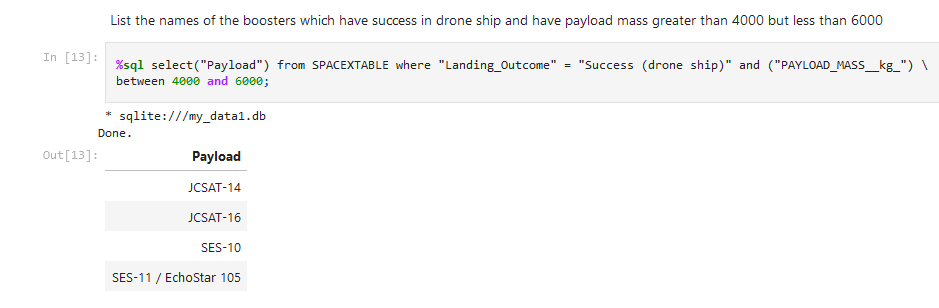 List the names of the boosters which have success in drone ship and have payload mass greater than 4000 but less than 6000
In [13]:
%sql select("Payload") from SPACEXTABLE where "Landing_Outcome" = "Success (drone ship)" and ("PAYLOAD_MASS__kg_") \
between 4000 and 6000;
* sqlite:///my_data1.db
Done.
Out[13]:
Payload
JCSAT-14
JCSAT-16
SES-10
SES-11 / EchoStar 105